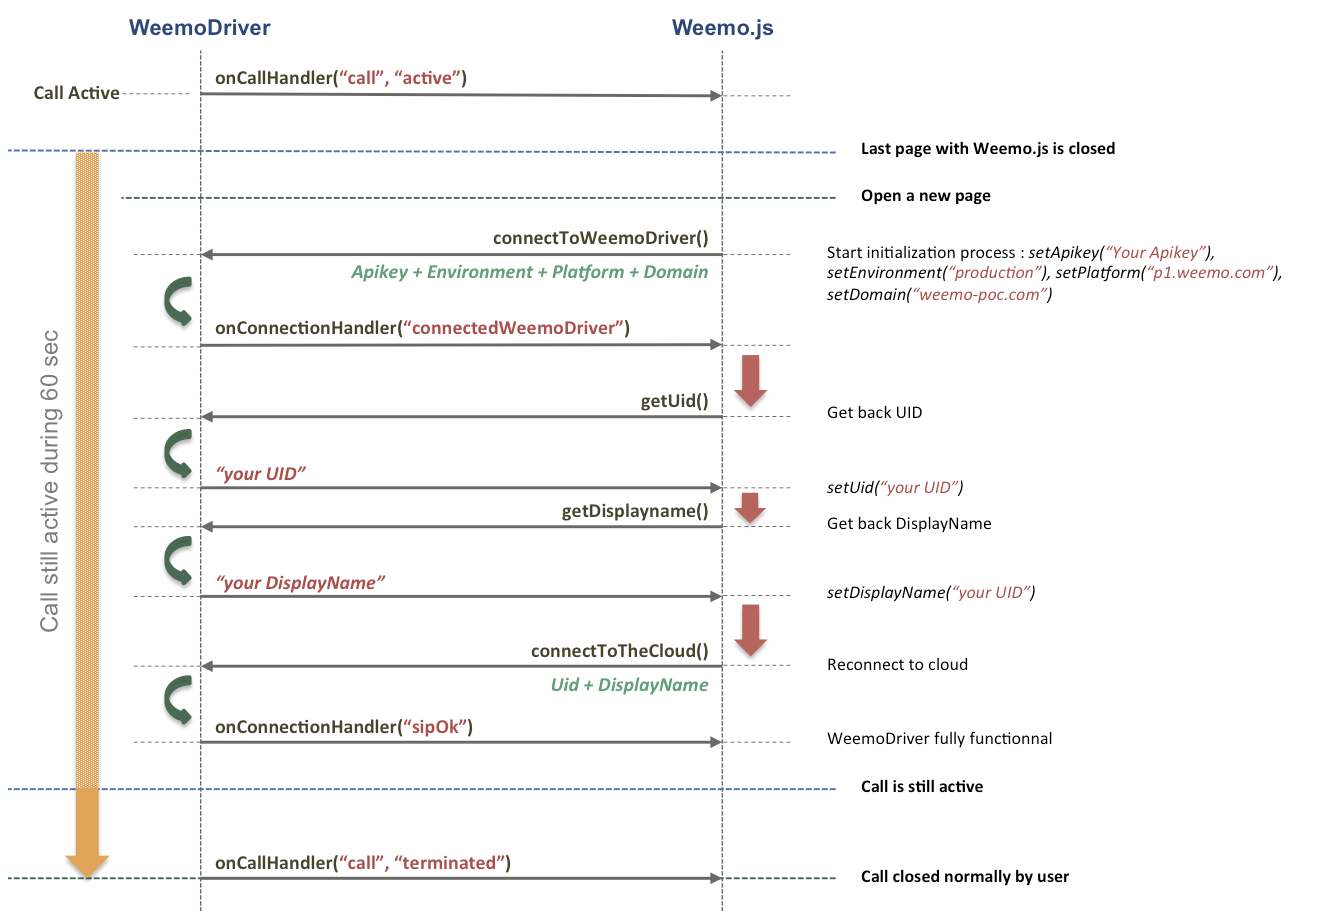 WeemoDriver
Weemo.js
onCallHandler(“call”, “active”)
Call Active
Last page with Weemo.js is closed
Open a new page
connectToWeemoDriver()
Apikey + Environment + Platform + Domain
Start initialization process : setApikey(“Your Apikey”),
setEnvironment(“production”), setPlatform(“p1.weemo.com”),
setDomain(“weemo-poc.com”)
onConnectionHandler(“connectedWeemoDriver”)
Call still active during 60 sec
getUid()
Get back UID
“your UID”
setUid(“your UID”)
getDisplayname()
Get back DisplayName
“your DisplayName”
setDisplayName(“your UID”)
connectToTheCloud()
Uid + DisplayName
Reconnect to cloud
onConnectionHandler(“sipOk”)
WeemoDriver fully functionnal
Call is still active
onCallHandler(“call”, “terminated”)
Call closed normally by user